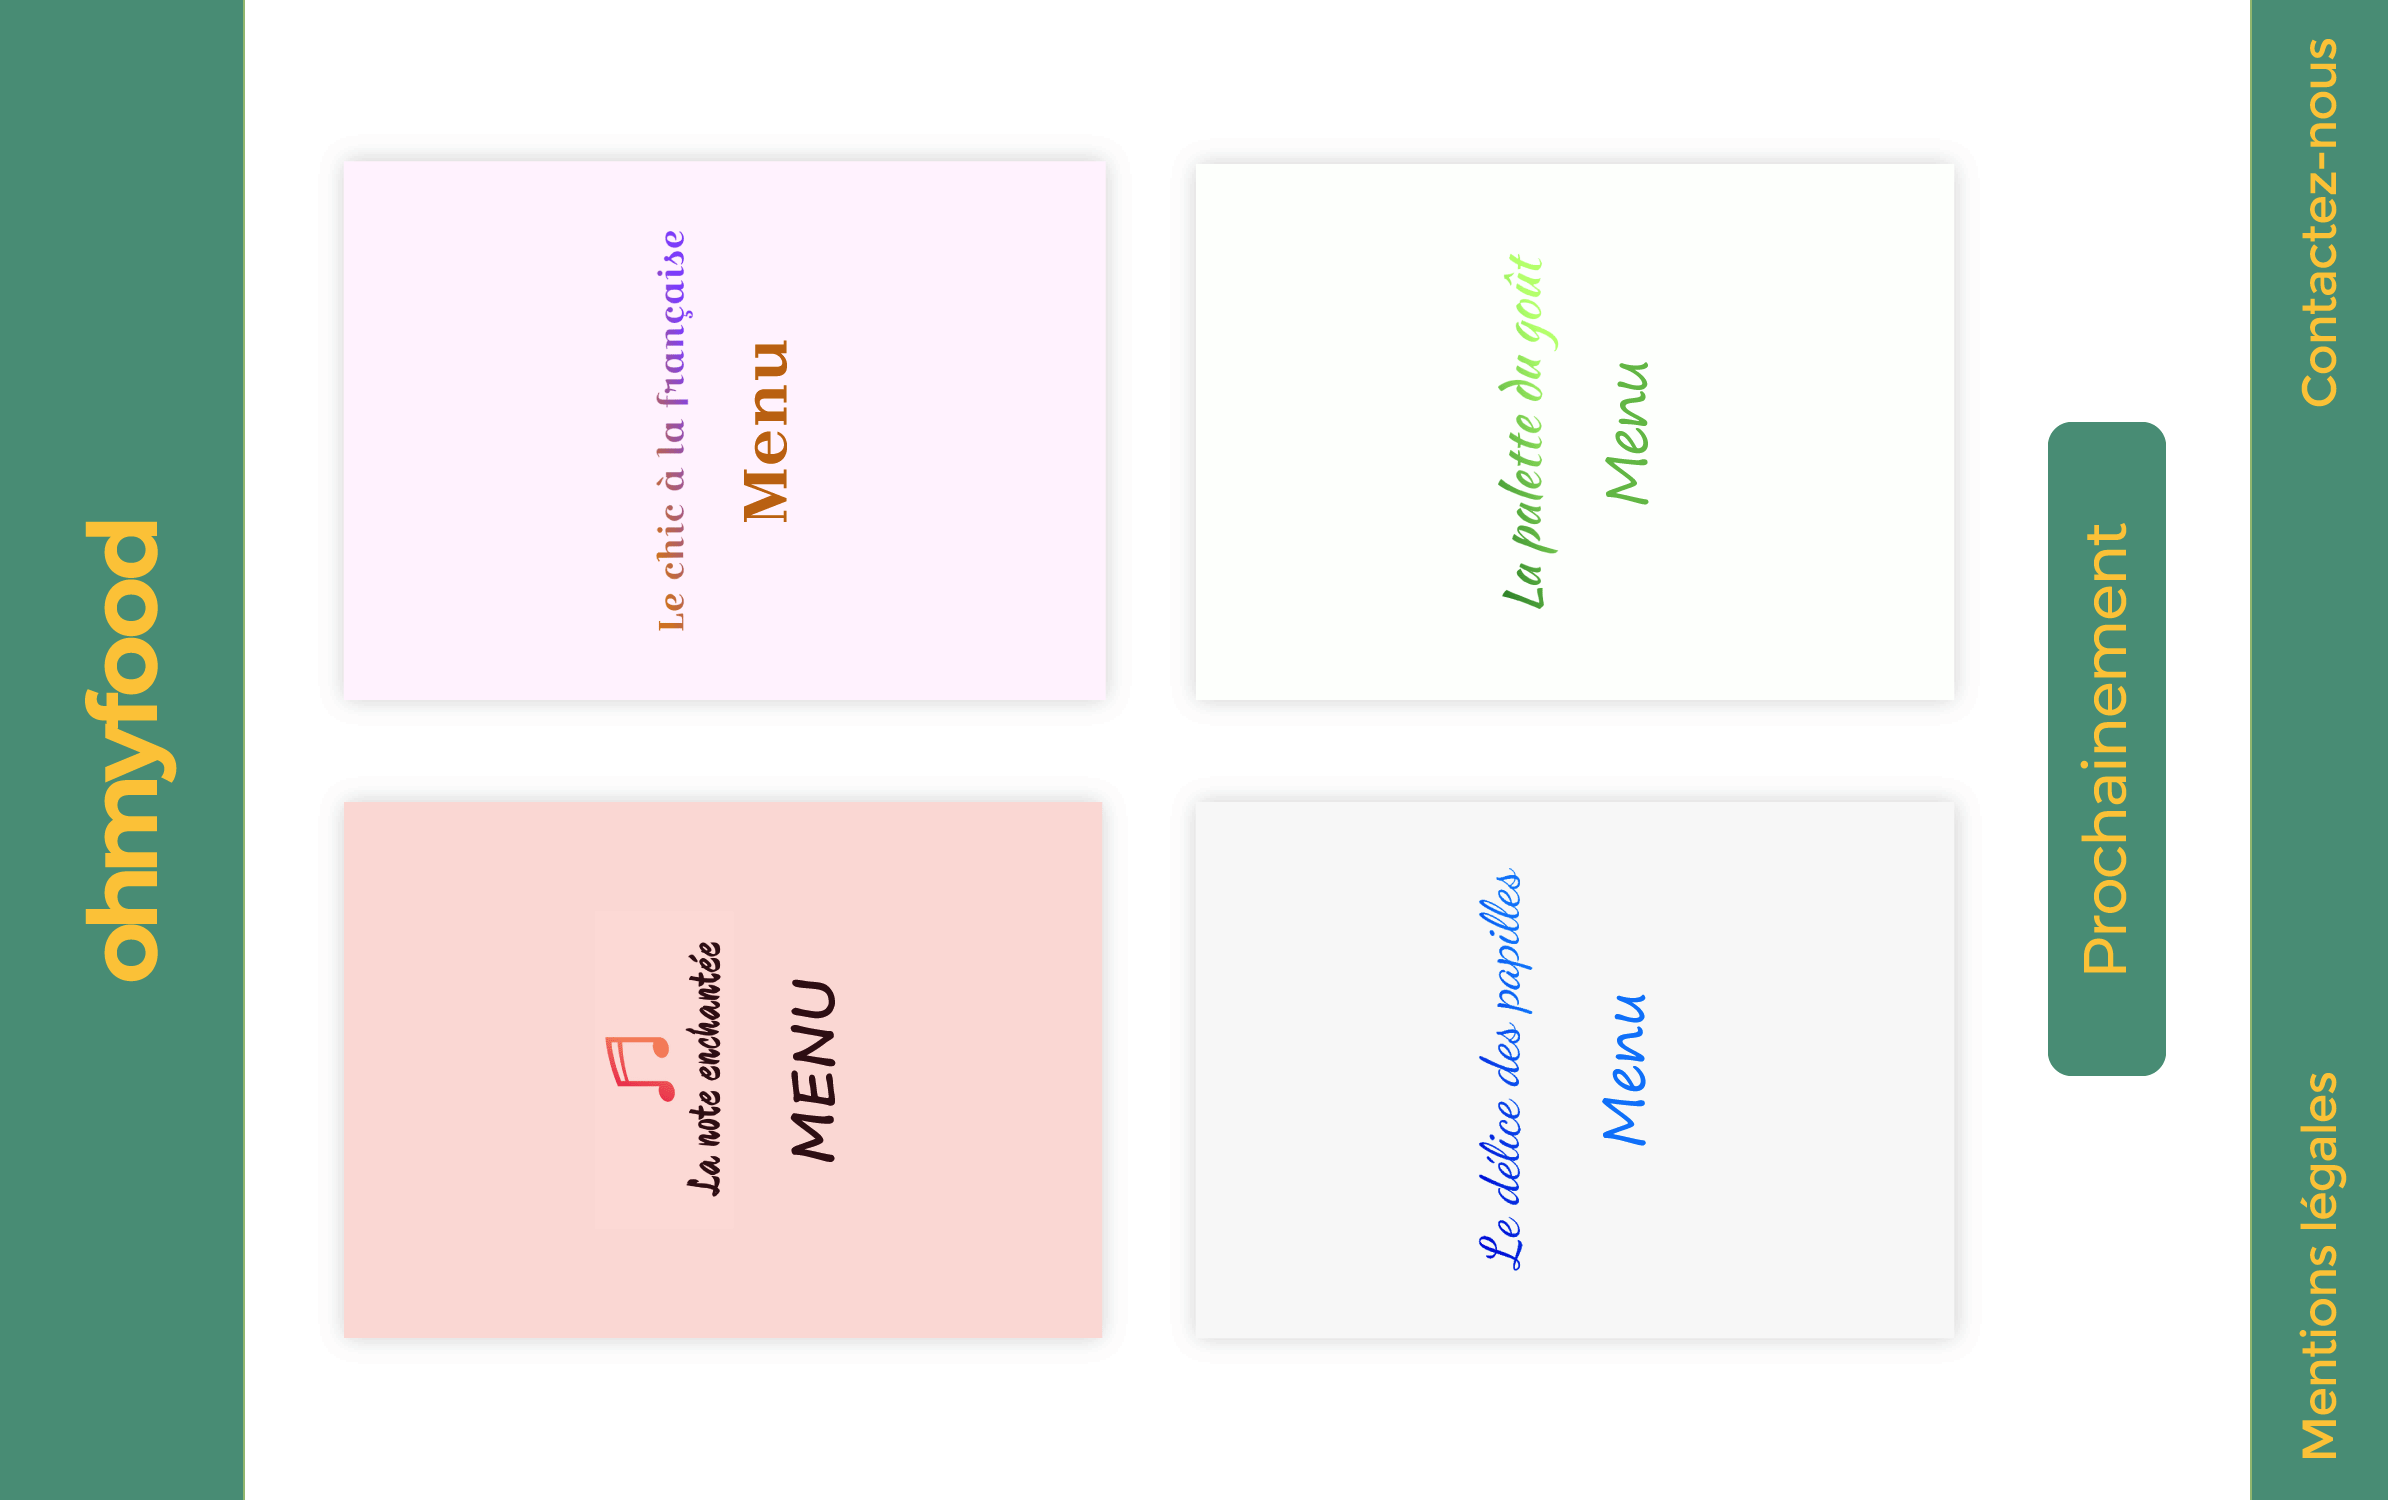 ohmyfood
La note enchantée
MENU
Le chic à la française
Menu
Le délice des papilles
Menu
La palette du goût
Menu
Prochainement
Mentions légales
Contactez-nous